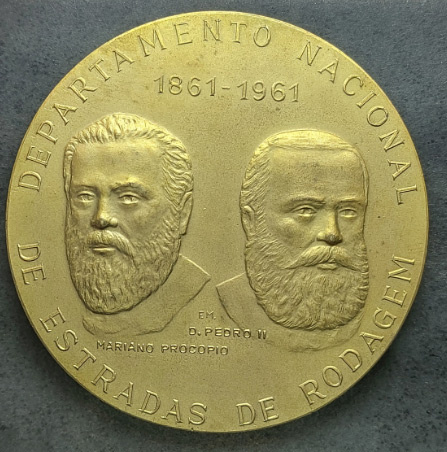 DEPARTAMENTO NACIONAL
DE ESTRADAS DE RODAGEM
1861-1961
EM
D. PEDRO II
MARIANO PROCOPIO